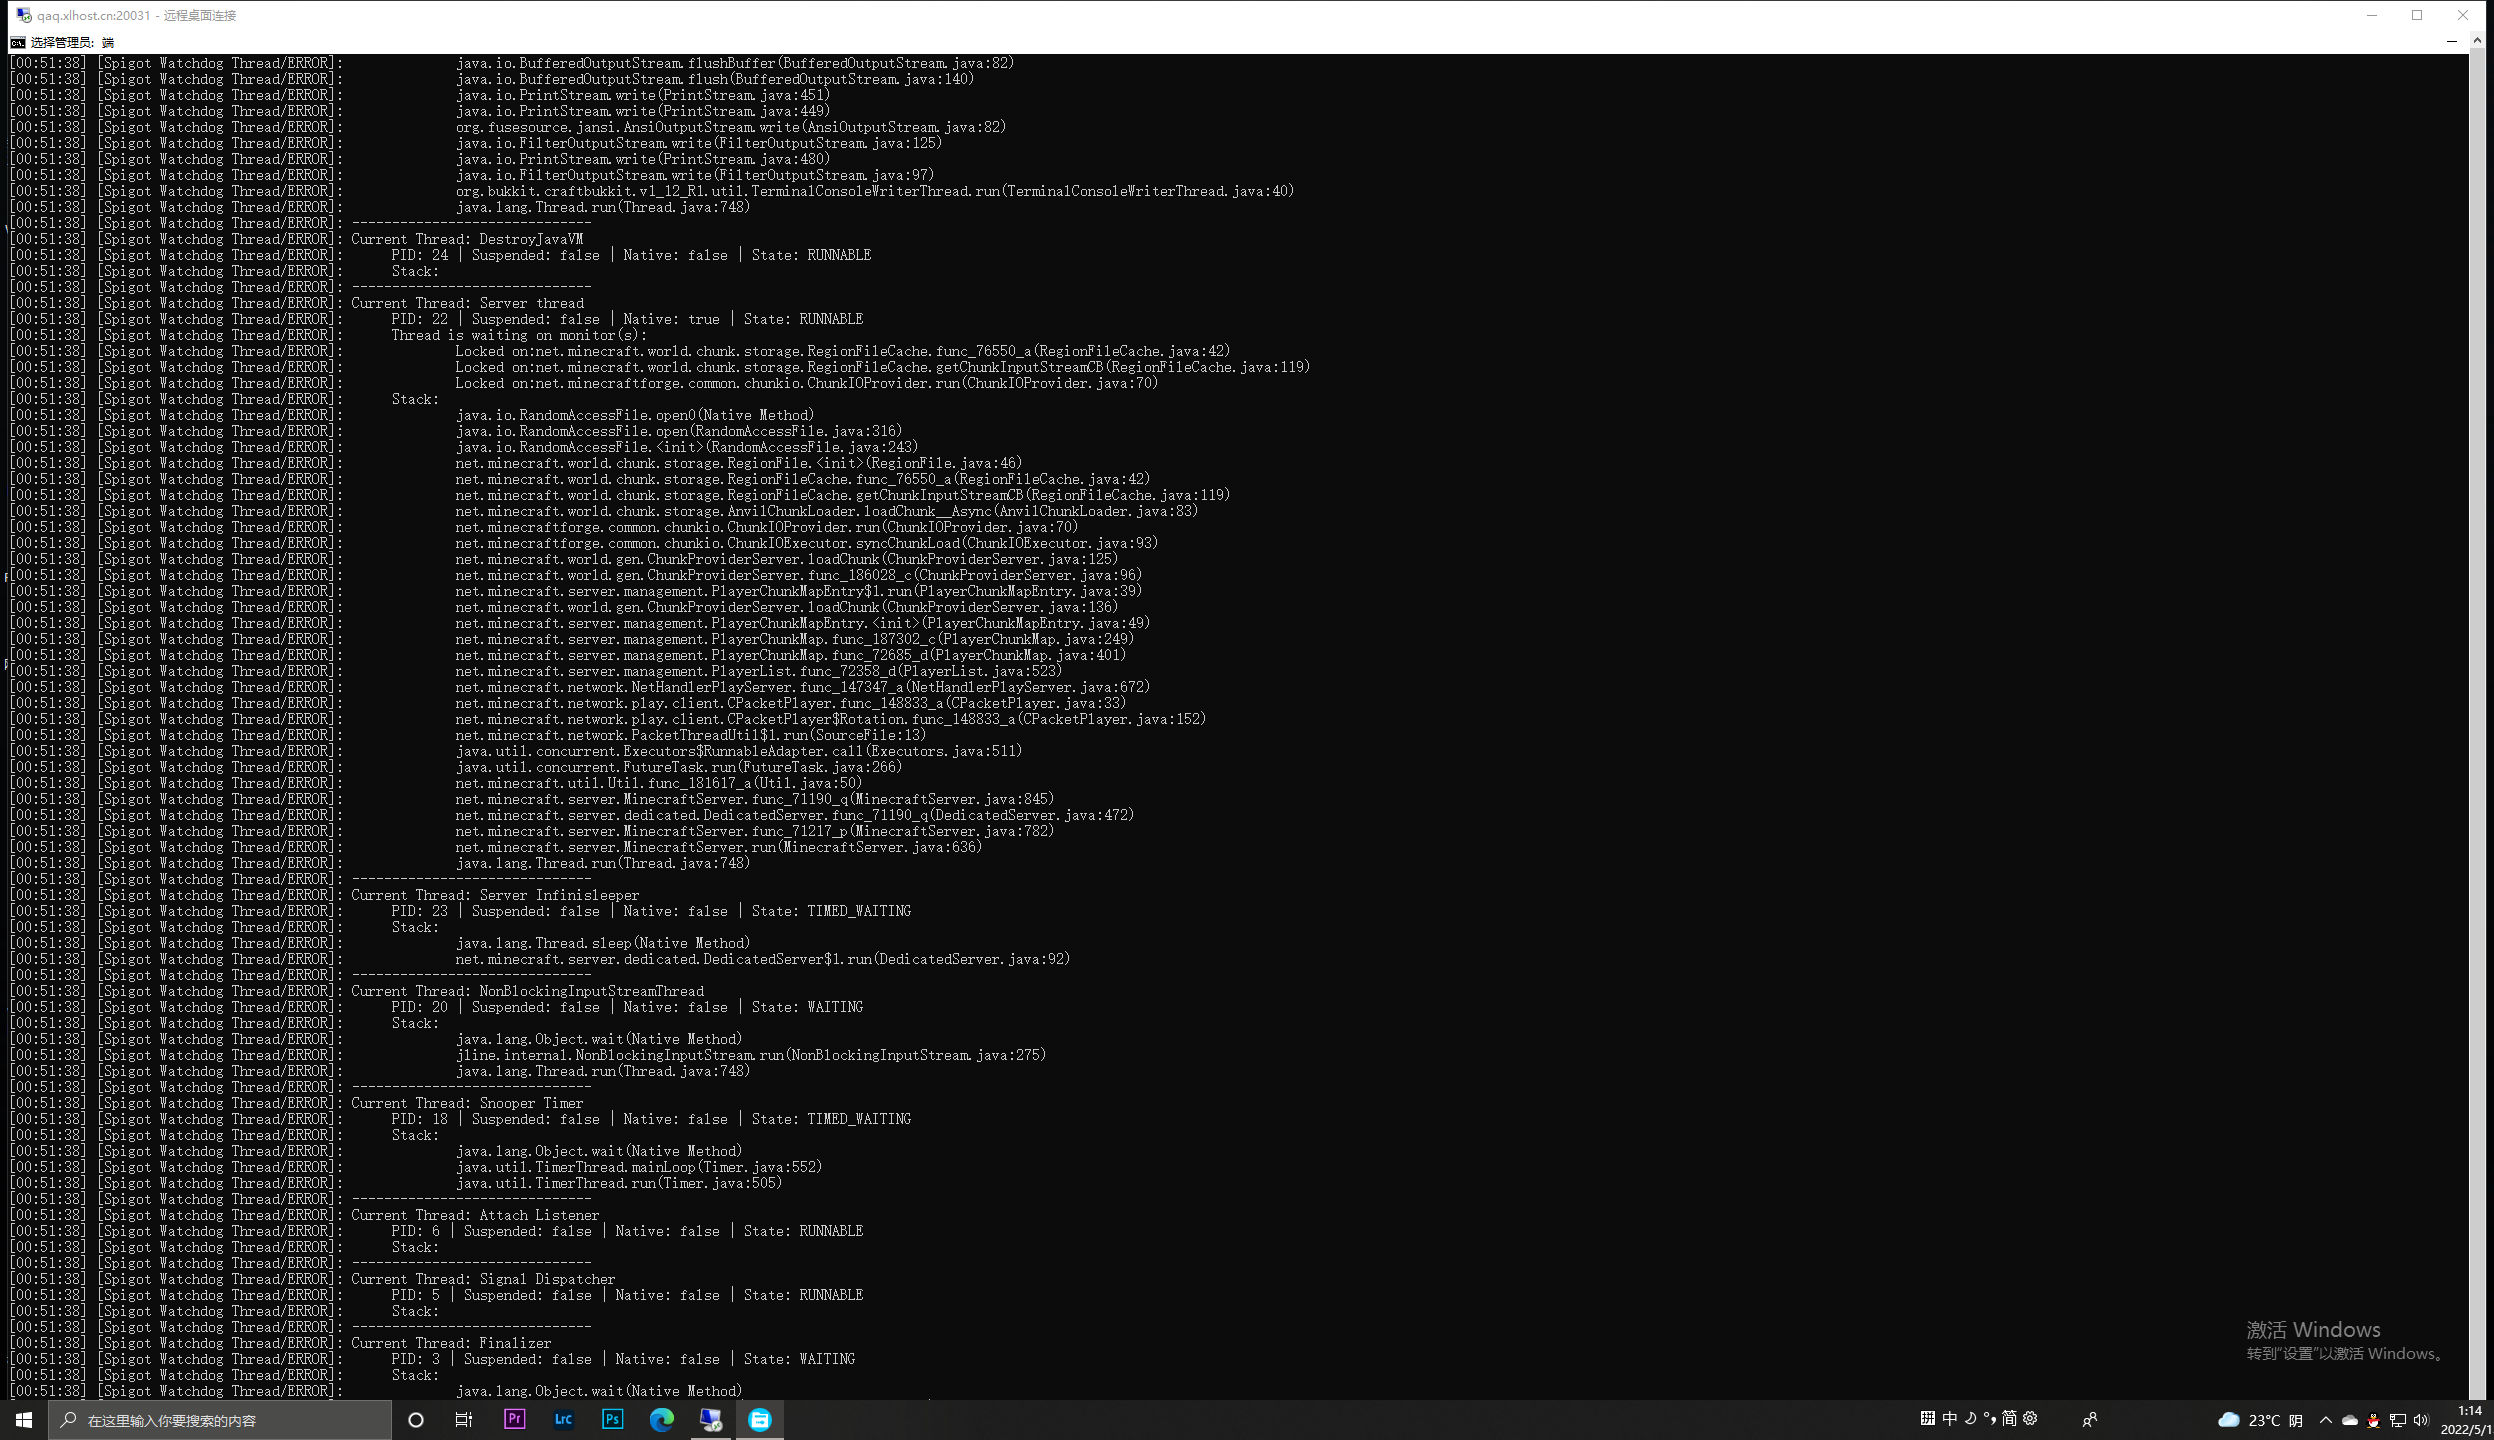 qaq.xlhost.cn:20031 - 远程桌面连接
选择管理员: 端
[00:51:38] [Spigot Watchdog Thread/ERROR]: java.io.BufferedOutputStream.flushBuffer(BufferedOutputStream.java:82)
[00:51:38] [Spigot Watchdog Thread/ERROR]: java.io.BufferedOutputStream.flush(BufferedOutputStream.java:140)
[00:51:38] [Spigot Watchdog Thread/ERROR]: java.io.PrintStream.write(PrintStream.java:451)
[00:51:38] [Spigot Watchdog Thread/ERROR]: java.io.PrintStream.write(PrintStream.java:449)
[00:51:38] [Spigot Watchdog Thread/ERROR]: org.fusesource.jansi.AnsiOutputStream.write(AnsiOutputStream.java:82)
[00:51:38] [Spigot Watchdog Thread/ERROR]: java.io.FilterOutputStream.write(FilterOutputStream.java:125)
[00:51:38] [Spigot Watchdog Thread/ERROR]: java.io.PrintStream.write(PrintStream.java:480)
[00:51:38] [Spigot Watchdog Thread/ERROR]: java.io.FilterOutputStream.write(FilterOutputStream.java:97)
[00:51:38] [Spigot Watchdog Thread/ERROR]: org.bukkit.craftbukkit.v1_12_R1.util.TerminalConsoleWriterThread.run(TerminalConsoleWriterThread.java:40)
[00:51:38] [Spigot Watchdog Thread/ERROR]: java.lang.Thread.run(Thread.java:748)
[00:51:38] [Spigot Watchdog Thread/ERROR]: ------------------------------
[00:51:38] [Spigot Watchdog Thread/ERROR]: Current Thread: DestroyJavaVM
[00:51:38] [Spigot Watchdog Thread/ERROR]: PID: 24 | Suspended: false | Native: false | State: RUNNABLE
[00:51:38] [Spigot Watchdog Thread/ERROR]: Stack:
[00:51:38] [Spigot Watchdog Thread/ERROR]: ------------------------------
[00:51:38] [Spigot Watchdog Thread/ERROR]: Current Thread: Server thread
[00:51:38] [Spigot Watchdog Thread/ERROR]: PID: 22 | Suspended: false | Native: true | State: RUNNABLE
[00:51:38] [Spigot Watchdog Thread/ERROR]: Thread is waiting on monitor(s):
[00:51:38] [Spigot Watchdog Thread/ERROR]: Locked on:net.minecraft.world.chunk.storage.RegionFileCache.func_76550_a(RegionFileCache.java:42)
[00:51:38] [Spigot Watchdog Thread/ERROR]: Locked on:net.minecraft.world.chunk.storage.RegionFileCache.getChunkInputStreamCB(RegionFileCache.java:119)
[00:51:38] [Spigot Watchdog Thread/ERROR]: Locked on:net.minecraftforge.common.chunkio.ChunkIOProvider.run(ChunkIOProvider.java:70)
[00:51:38] [Spigot Watchdog Thread/ERROR]: Stack:
[00:51:38] [Spigot Watchdog Thread/ERROR]: java.io.RandomAccessFile.open0(Native Method)
[00:51:38] [Spigot Watchdog Thread/ERROR]: java.io.RandomAccessFile.open(RandomAccessFile.java:316)
[00:51:38] [Spigot Watchdog Thread/ERROR]: java.io.RandomAccessFile.<init>(RandomAccessFile.java:243)
[00:51:38] [Spigot Watchdog Thread/ERROR]: net.minecraft.world.chunk.storage.RegionFile.<init>(RegionFile.java:46)
[00:51:38] [Spigot Watchdog Thread/ERROR]: net.minecraft.world.chunk.storage.RegionFileCache.func_76550_a(RegionFileCache.java:42)
[00:51:38] [Spigot Watchdog Thread/ERROR]: net.minecraft.world.chunk.storage.RegionFileCache.getChunkInputStreamCB(RegionFileCache.java:119)
[00:51:38] [Spigot Watchdog Thread/ERROR]: net.minecraft.world.chunk.storage.AnvilChunkLoader.loadChunk__Async(AnvilChunkLoader.java:83)
[00:51:38] [Spigot Watchdog Thread/ERROR]: net.minecraftforge.common.chunkio.ChunkIOProvider.run(ChunkIOProvider.java:70)
[00:51:38] [Spigot Watchdog Thread/ERROR]: net.minecraftforge.common.chunkio.ChunkIOExecutor.syncChunkLoad(ChunkIOExecutor.java:93)
[00:51:38] [Spigot Watchdog Thread/ERROR]: net.minecraft.world.gen.ChunkProviderServer.loadChunk(ChunkProviderServer.java:125)
[00:51:38] [Spigot Watchdog Thread/ERROR]: net.minecraft.world.gen.ChunkProviderServer.func_186028_c(ChunkProviderServer.java:96)
[00:51:38] [Spigot Watchdog Thread/ERROR]: net.minecraft.server.management.PlayerChunkMapEntry$1.run(PlayerChunkMapEntry.java:39)
[00:51:38] [Spigot Watchdog Thread/ERROR]: net.minecraft.world.gen.ChunkProviderServer.loadChunk(ChunkProviderServer.java:136)
[00:51:38] [Spigot Watchdog Thread/ERROR]: net.minecraft.server.management.PlayerChunkMapEntry.<init>(PlayerChunkMapEntry.java:49)
[00:51:38] [Spigot Watchdog Thread/ERROR]: net.minecraft.server.management.PlayerChunkMap.func_187302_c(PlayerChunkMap.java:249)
[00:51:38] [Spigot Watchdog Thread/ERROR]: net.minecraft.server.management.PlayerChunkMap.func_72685_d(PlayerChunkMap.java:401)
[00:51:38] [Spigot Watchdog Thread/ERROR]: net.minecraft.server.management.PlayerList.func_72358_d(PlayerList.java:523)
[00:51:38] [Spigot Watchdog Thread/ERROR]: net.minecraft.network.NetHandlerPlayServer.func_147347_a(NetHandlerPlayServer.java:672)
[00:51:38] [Spigot Watchdog Thread/ERROR]: net.minecraft.network.play.client.CPacketPlayer.func_148833_a(CPacketPlayer.java:33)
[00:51:38] [Spigot Watchdog Thread/ERROR]: net.minecraft.network.play.client.CPacketPlayer$Rotation.func_148833_a(CPacketPlayer.java:152)
[00:51:38] [Spigot Watchdog Thread/ERROR]: net.minecraft.network.PacketThreadUtil$1.run(SourceFile:13)
[00:51:38] [Spigot Watchdog Thread/ERROR]: java.util.concurrent.Executors$RunnableAdapter.call(Executors.java:511)
[00:51:38] [Spigot Watchdog Thread/ERROR]: java.util.concurrent.FutureTask.run(FutureTask.java:266)
[00:51:38] [Spigot Watchdog Thread/ERROR]: net.minecraft.util.Util.func_181617_a(Util.java:50)
[00:51:38] [Spigot Watchdog Thread/ERROR]: net.minecraft.server.MinecraftServer.func_71190_q(MinecraftServer.java:845)
[00:51:38] [Spigot Watchdog Thread/ERROR]: net.minecraft.server.dedicated.DedicatedServer.func_71190_q(DedicatedServer.java:472)
[00:51:38] [Spigot Watchdog Thread/ERROR]: net.minecraft.server.MinecraftServer.func_71217_p(MinecraftServer.java:782)
[00:51:38] [Spigot Watchdog Thread/ERROR]: net.minecraft.server.MinecraftServer.run(MinecraftServer.java:636)
[00:51:38] [Spigot Watchdog Thread/ERROR]: java.lang.Thread.run(Thread.java:748)
[00:51:38] [Spigot Watchdog Thread/ERROR]: ------------------------------
[00:51:38] [Spigot Watchdog Thread/ERROR]: Current Thread: Server Infinisleeper
[00:51:38] [Spigot Watchdog Thread/ERROR]: PID: 23 | Suspended: false | Native: false | State: TIMED_WAITING
[00:51:38] [Spigot Watchdog Thread/ERROR]: Stack:
[00:51:38] [Spigot Watchdog Thread/ERROR]: java.lang.Thread.sleep(Native Method)
[00:51:38] [Spigot Watchdog Thread/ERROR]: net.minecraft.server.dedicated.DedicatedServer$1.run(DedicatedServer.java:92)
[00:51:38] [Spigot Watchdog Thread/ERROR]: ------------------------------
[00:51:38] [Spigot Watchdog Thread/ERROR]: Current Thread: NonBlockingInputStreamThread
[00:51:38] [Spigot Watchdog Thread/ERROR]: PID: 20 | Suspended: false | Native: false | State: WAITING
[00:51:38] [Spigot Watchdog Thread/ERROR]: Stack:
[00:51:38] [Spigot Watchdog Thread/ERROR]: java.lang.Object.wait(Native Method)
[00:51:38] [Spigot Watchdog Thread/ERROR]: jline.internal.NonBlockingInputStream.run(NonBlockingInputStream.java:275)
[00:51:38] [Spigot Watchdog Thread/ERROR]: java.lang.Thread.run(Thread.java:748)
[00:51:38] [Spigot Watchdog Thread/ERROR]: ------------------------------
[00:51:38] [Spigot Watchdog Thread/ERROR]: Current Thread: Snooper Timer
[00:51:38] [Spigot Watchdog Thread/ERROR]: PID: 18 | Suspended: false | Native: false | State: TIMED_WAITING
[00:51:38] [Spigot Watchdog Thread/ERROR]: Stack:
[00:51:38] [Spigot Watchdog Thread/ERROR]: java.lang.Object.wait(Native Method)
[00:51:38] [Spigot Watchdog Thread/ERROR]: java.util.TimerThread.mainLoop(Timer.java:552)
[00:51:38] [Spigot Watchdog Thread/ERROR]: java.util.TimerThread.run(Timer.java:505)
[00:51:38] [Spigot Watchdog Thread/ERROR]: ------------------------------
[00:51:38] [Spigot Watchdog Thread/ERROR]: Current Thread: Attach Listener
[00:51:38] [Spigot Watchdog Thread/ERROR]: PID: 6 | Suspended: false | Native: false | State: RUNNABLE
[00:51:38] [Spigot Watchdog Thread/ERROR]: Stack:
[00:51:38] [Spigot Watchdog Thread/ERROR]: ------------------------------
[00:51:38] [Spigot Watchdog Thread/ERROR]: Current Thread: Signal Dispatcher
[00:51:38] [Spigot Watchdog Thread/ERROR]: PID: 5 | Suspended: false | Native: false | State: RUNNABLE
[00:51:38] [Spigot Watchdog Thread/ERROR]: Stack:
[00:51:38] [Spigot Watchdog Thread/ERROR]: ------------------------------
[00:51:38] [Spigot Watchdog Thread/ERROR]: Current Thread: Finalizer
[00:51:38] [Spigot Watchdog Thread/ERROR]: PID: 3 | Suspended: false | Native: false | State: WAITING
[00:51:38] [Spigot Watchdog Thread/ERROR]: Stack:
[00:51:38] [Spigot Watchdog Thread/ERROR]: java.lang.Object.wait(Native Method)
激活 Windows
转到"设置"以激活 Windows。
在这里输入你要搜索的内容
Pr
Lrc
Ps
拼 中 简
23°C 阴
1:14
2022/5/1